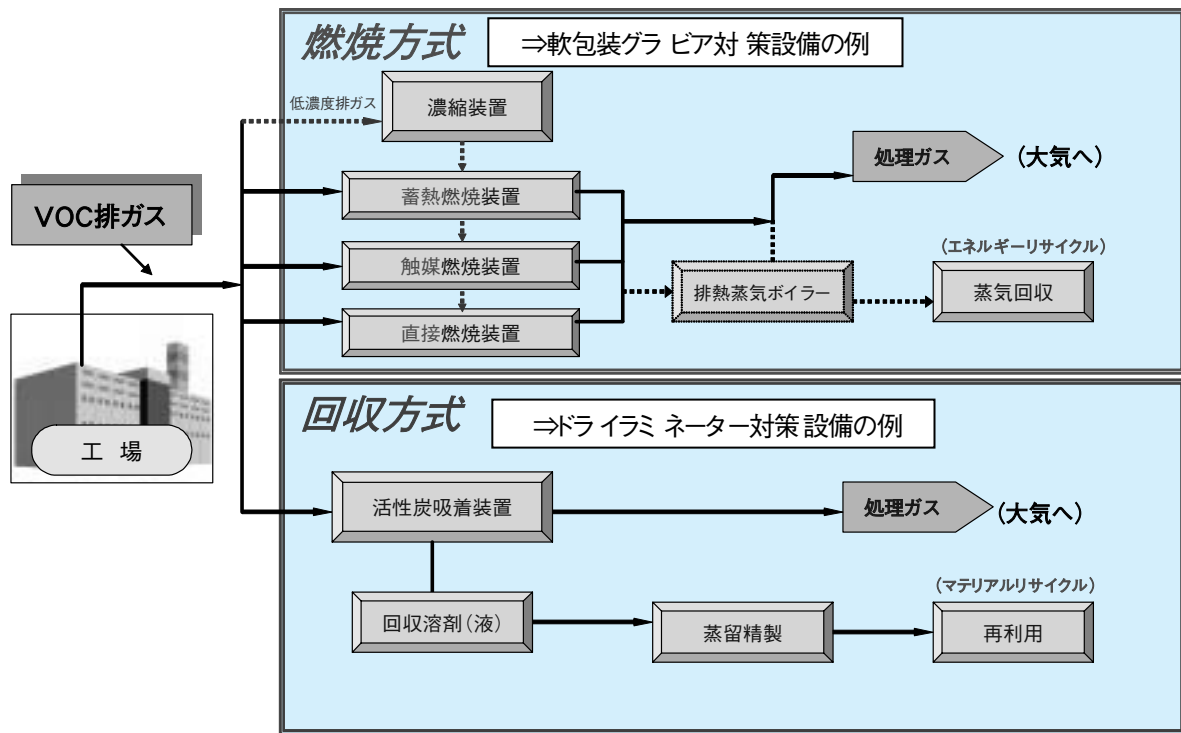 燃焼方式
⇒軟包装グラビア対策設備の例
低濃度排ガス
濃縮装置
処理ガス
(大気へ)
蓄熱燃焼装置
VOC排ガス
触媒燃焼装置
排熱蒸気ボイラー
(エネルギーリサイクル)
蒸気回収
直接燃焼装置
工 場
回収方式
⇒ドライラミネーター対策設備の例
活性炭吸着装置
処理ガス
(大気へ)
回収溶剤(液)
蒸留精製
(マテリアルリサイクル)
再利用